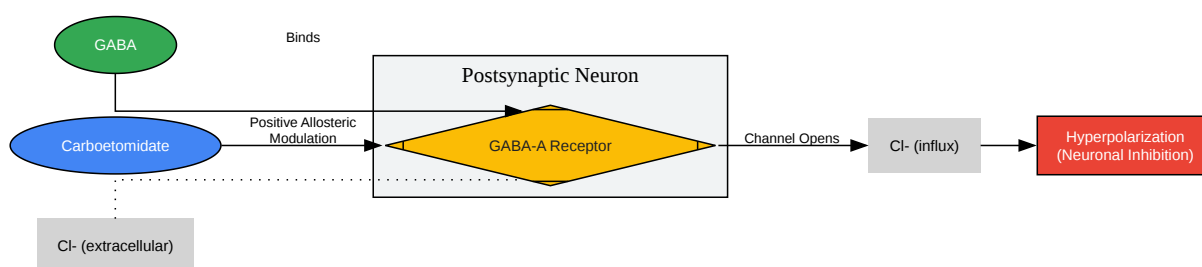 GABA
Binds
Postsynaptic Neuron
Carboetomidate
Positive Allosteric
Modulation
GABA-A Receptor
Channel Opens
Cl- (influx)
Hyperpolarization
(Neuronal Inhibition)
Cl- (extracellular)